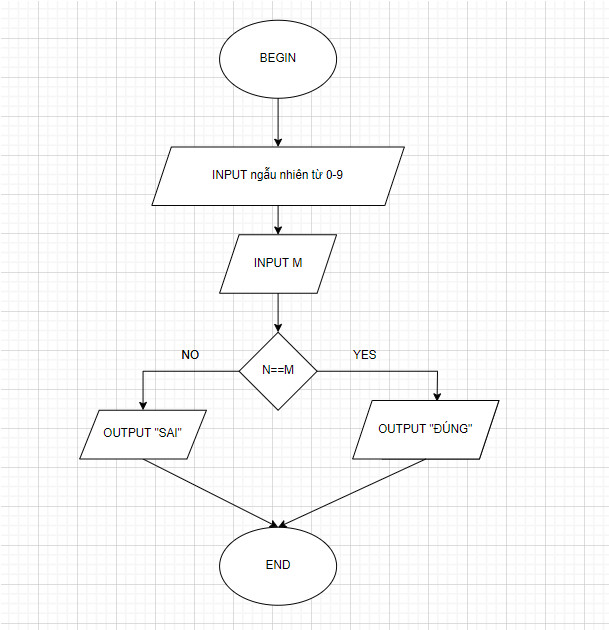 BEGIN
INPUT ngẫu nhiên từ 0-9
INPUT M
N==M
NO
YES
OUTPUT "SAI"
OUTPUT "ĐÚNG"
END